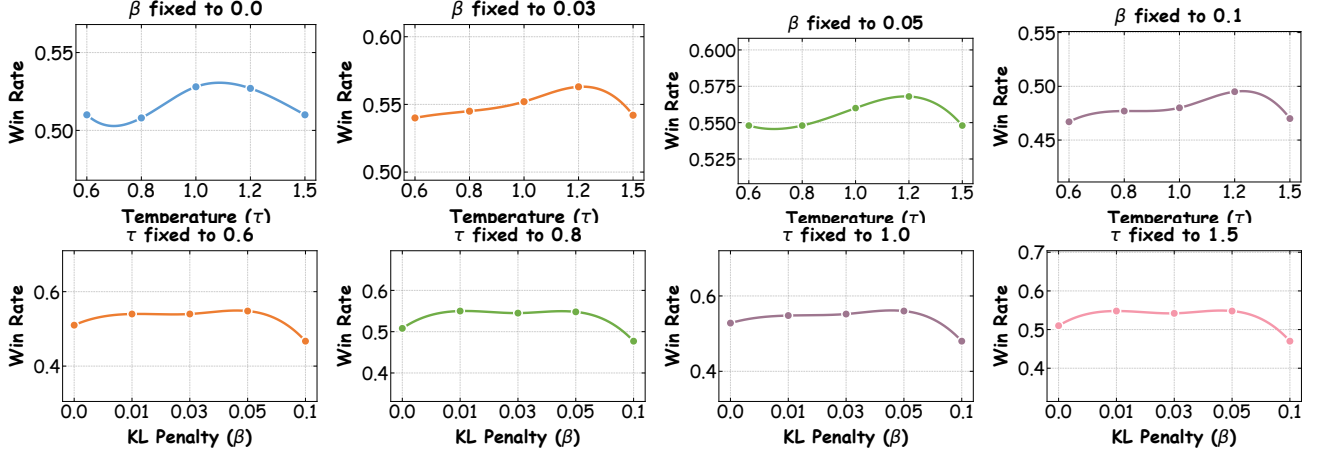 β fixed to 0.0
Win Rate
0.55
0.50
0.6 0.8 1.0 1.2 1.5
Temperature (τ)
β fixed to 0.03
Win Rate
0.60
0.55
0.50
0.6 0.8 1.0 1.2 1.5
Temperature (τ)
β fixed to 0.05
Win Rate
0.600
0.575
0.550
0.525
0.6 0.8 1.0 1.2 1.5
Temperature (τ)
β fixed to 0.1
Win Rate
0.55
0.50
0.45
0.6 0.8 1.0 1.2 1.5
Temperature (τ)
τ fixed to 0.6
Win Rate
0.6
0.4
0.0 0.01 0.03 0.05 0.1
KL Penalty (β)
τ fixed to 0.8
Win Rate
0.6
0.5
0.4
0.0 0.01 0.03 0.05 0.1
KL Penalty (β)
τ fixed to 1.0
Win Rate
0.6
0.4
0.0 0.01 0.03 0.05 0.1
KL Penalty (β)
τ fixed to 1.5
Win Rate
0.7
0.6
0.5
0.4
0.0 0.01 0.03 0.05 0.1
KL Penalty (β)